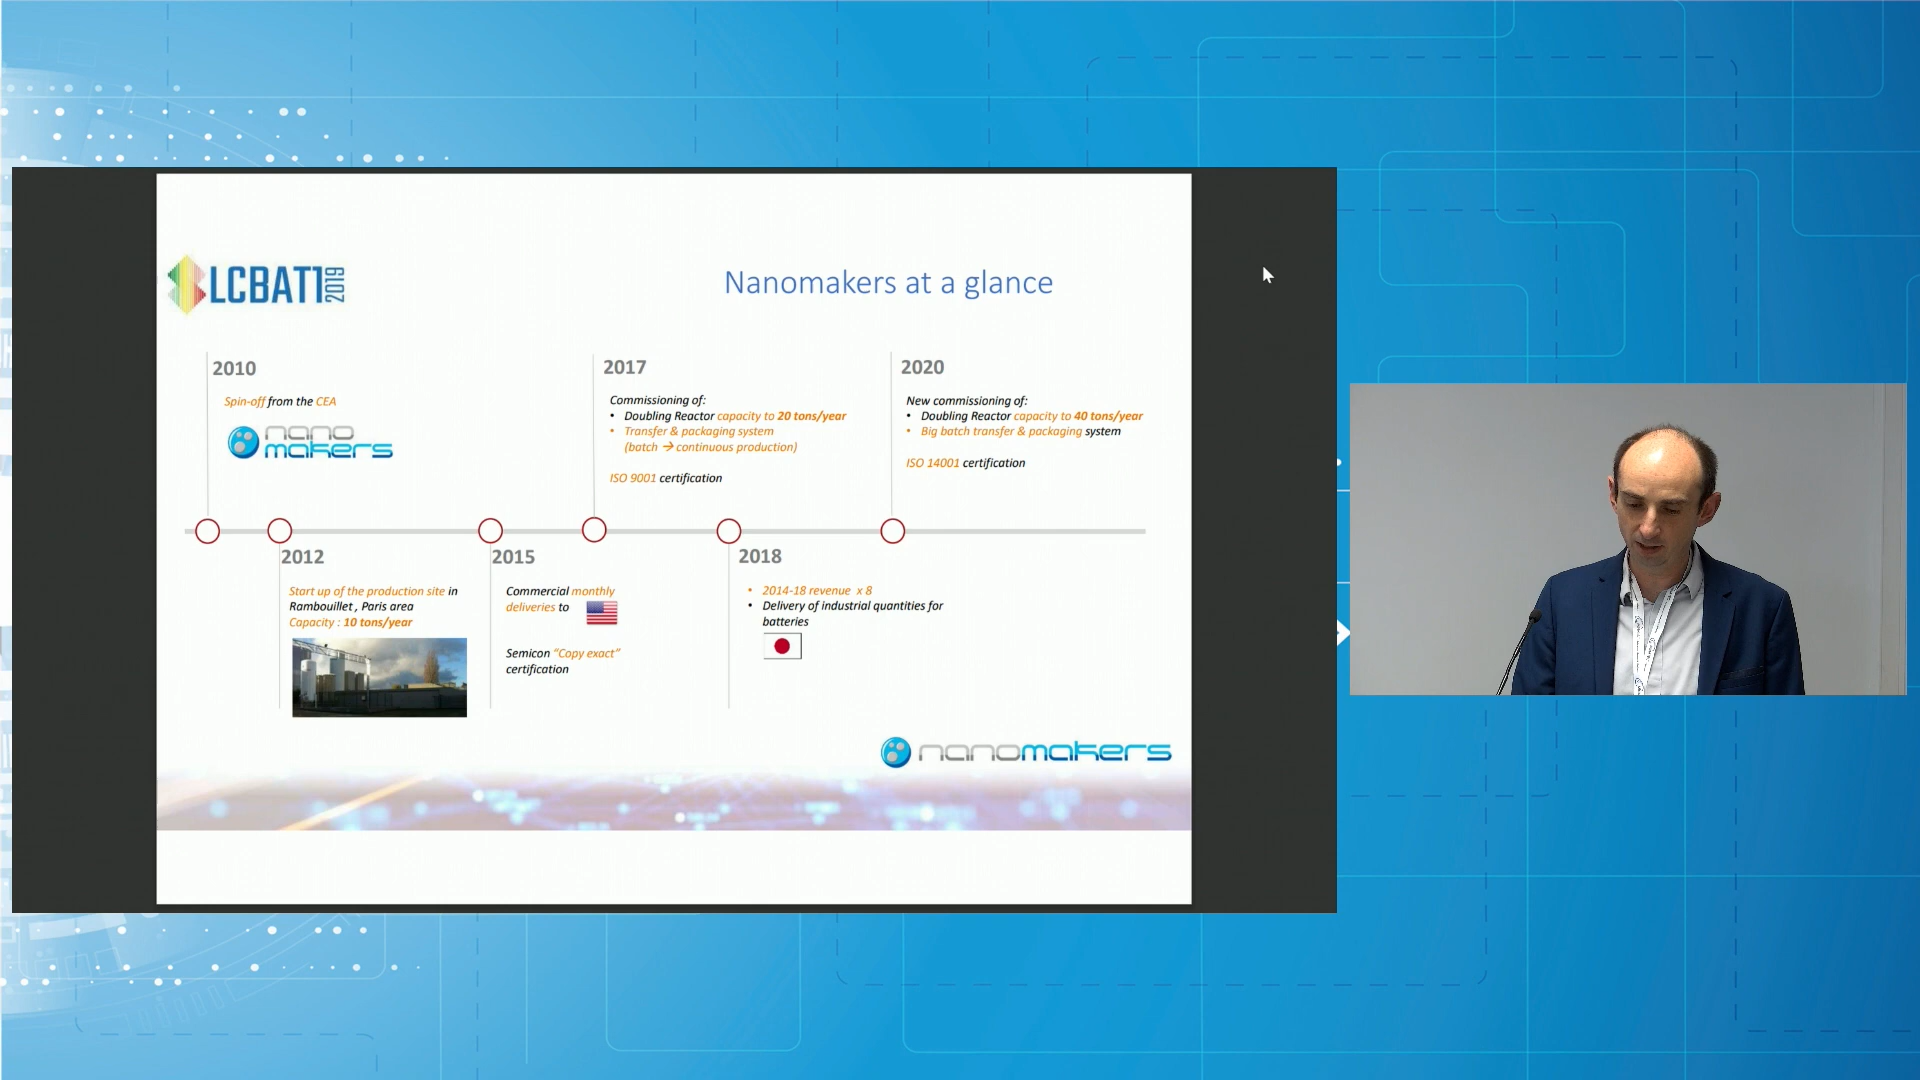 LCBAT1 2019
Nanomakers at a glance
2010
Spin-off from the CEA
nano
makers
2017
Commissioning of:
• Doubling Reactor capacity to 20 tons/year
• Transfer & packaging system
(batch → continuous production)
ISO 9001 certification
2020
New commissioning of:
• Doubling Reactor capacity to 40 tons/year
• Big batch transfer & packaging system
ISO 14001 certification
2012
Start up of the production site in
Rambouillet , Paris area
Capacity : 10 tons/year
2015
Commercial monthly
deliveries to
Semicon “Copy exact”
certification
2018
• 2014-18 revenue x 8
• Delivery of industrial quantities for
batteries
nanomakers